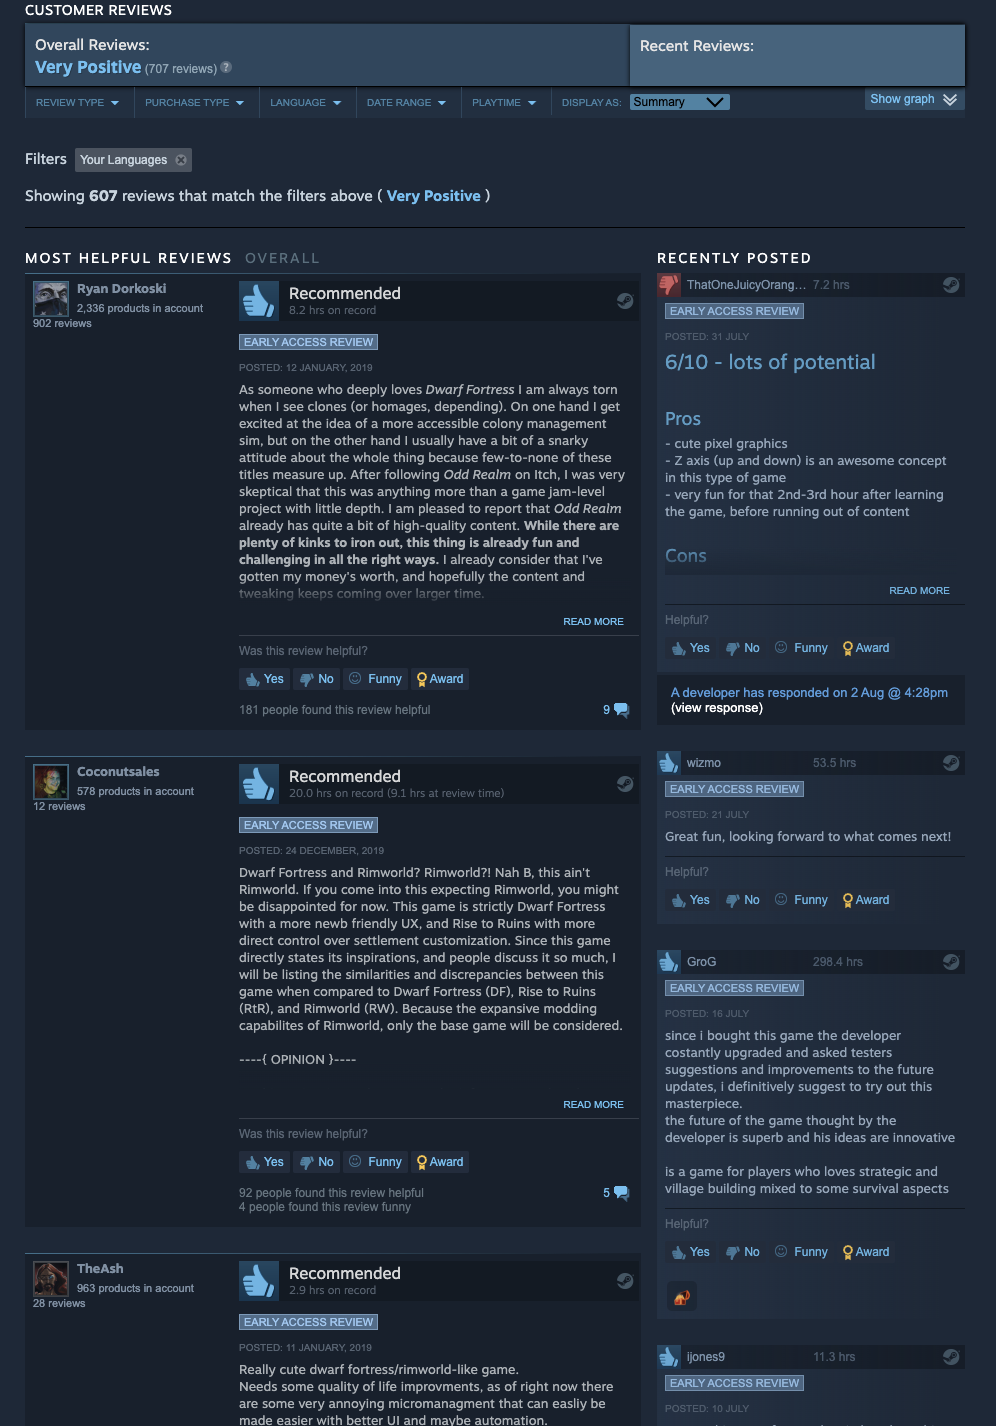 CUSTOMER REVIEWS
Overall Reviews:
Very Positive (707 reviews) ?
Recent Reviews:
REVIEW TYPE
PURCHASE TYPE
LANGUAGE
DATE RANGE
PLAYTIME
DISPLAY AS:
Summary
Show graph
Filters
Your Languages
Showing 607 reviews that match the filters above ( Very Positive )
MOST HELPFUL REVIEWS OVERALL
Ryan Dorkoski
2,336 products in account
902 reviews
Recommended
8.2 hrs on record
EARLY ACCESS REVIEW
POSTED: 12 JANUARY, 2019
As someone who deeply loves Dwarf Fortress I am always torn
when I see clones (or homages, depending). On one hand I get
excited at the idea of a more accessible colony management
sim, but on the other hand I usually have a bit of a snarky
attitude about the whole thing because few-to-none of these
titles measure up. After following Odd Realm on Itch, I was very
skeptical that this was anything more than a game jam-level
project with little depth. I am pleased to report that Odd Realm
already has quite a bit of high-quality content. While there are
plenty of kinks to iron out, this thing is already fun and
challenging in all the right ways. I already consider that I've
gotten my money's worth, and hopefully the content and
tweaking keeps coming over larger time.
READ MORE
Was this review helpful?
Yes
No
Funny
Award
181 people found this review helpful
9
Coconutsales
578 products in account
12 reviews
Recommended
20.0 hrs on record (9.1 hrs at review time)
EARLY ACCESS REVIEW
POSTED: 24 DECEMBER, 2019
Dwarf Fortress and Rimworld? Rimworld?! Nah B, this ain't
Rimworld. If you come into this expecting Rimworld, you might
be disappointed for now. This game is strictly Dwarf Fortress
with a more newb friendly UX, and Rise to Ruins with more
direct control over settlement customization. Since this game
directly states its inspirations, and people discuss it so much, I
will be listing the similarities and discrepancies between this
game when compared to Dwarf Fortress (DF), Rise to Ruins
(RtR), and Rimworld (RW). Because the expansive modding
capabilites of Rimworld, only the base game will be considered.
----{ OPINION }----
READ MORE
Was this review helpful?
Yes
No
Funny
Award
92 people found this review helpful
4 people found this review funny
5
TheAsh
963 products in account
28 reviews
Recommended
2.9 hrs on record
EARLY ACCESS REVIEW
POSTED: 11 JANUARY, 2019
Really cute dwarf fortress/rimworld-like game.
Needs some quality of life improvments, as of right now there
are some very annoying micromanagment that can easliy be
made easier with better UI and maybe automation.
RECENTLY POSTED
ThatOneJuicyOrang... 7.2 hrs
EARLY ACCESS REVIEW
POSTED: 31 JULY
6/10 - lots of potential
Pros
- cute pixel graphics
- Z axis (up and down) is an awesome concept
in this type of game
- very fun for that 2nd-3rd hour after learning
the game, before running out of content
Cons
READ MORE
Helpful?
Yes
No
Funny
Award
A developer has responded on 2 Aug @ 4:28pm
(view response)
wizmo 53.5 hrs
EARLY ACCESS REVIEW
POSTED: 21 JULY
Great fun, looking forward to what comes next!
Helpful?
Yes
No
Funny
Award
GroG 298.4 hrs
EARLY ACCESS REVIEW
POSTED: 16 JULY
since i bought this game the developer
costantly upgraded and asked testers
suggestions and improvements to the future
updates, i definitively suggest to try out this
masterpiece.
the future of the game thought by the
developer is superb and his ideas are innovative
is a game for players who loves strategic and
village building mixed to some survival aspects
Helpful?
Yes
No
Funny
Award
ijones9 11.3 hrs
EARLY ACCESS REVIEW
POSTED: 10 JULY